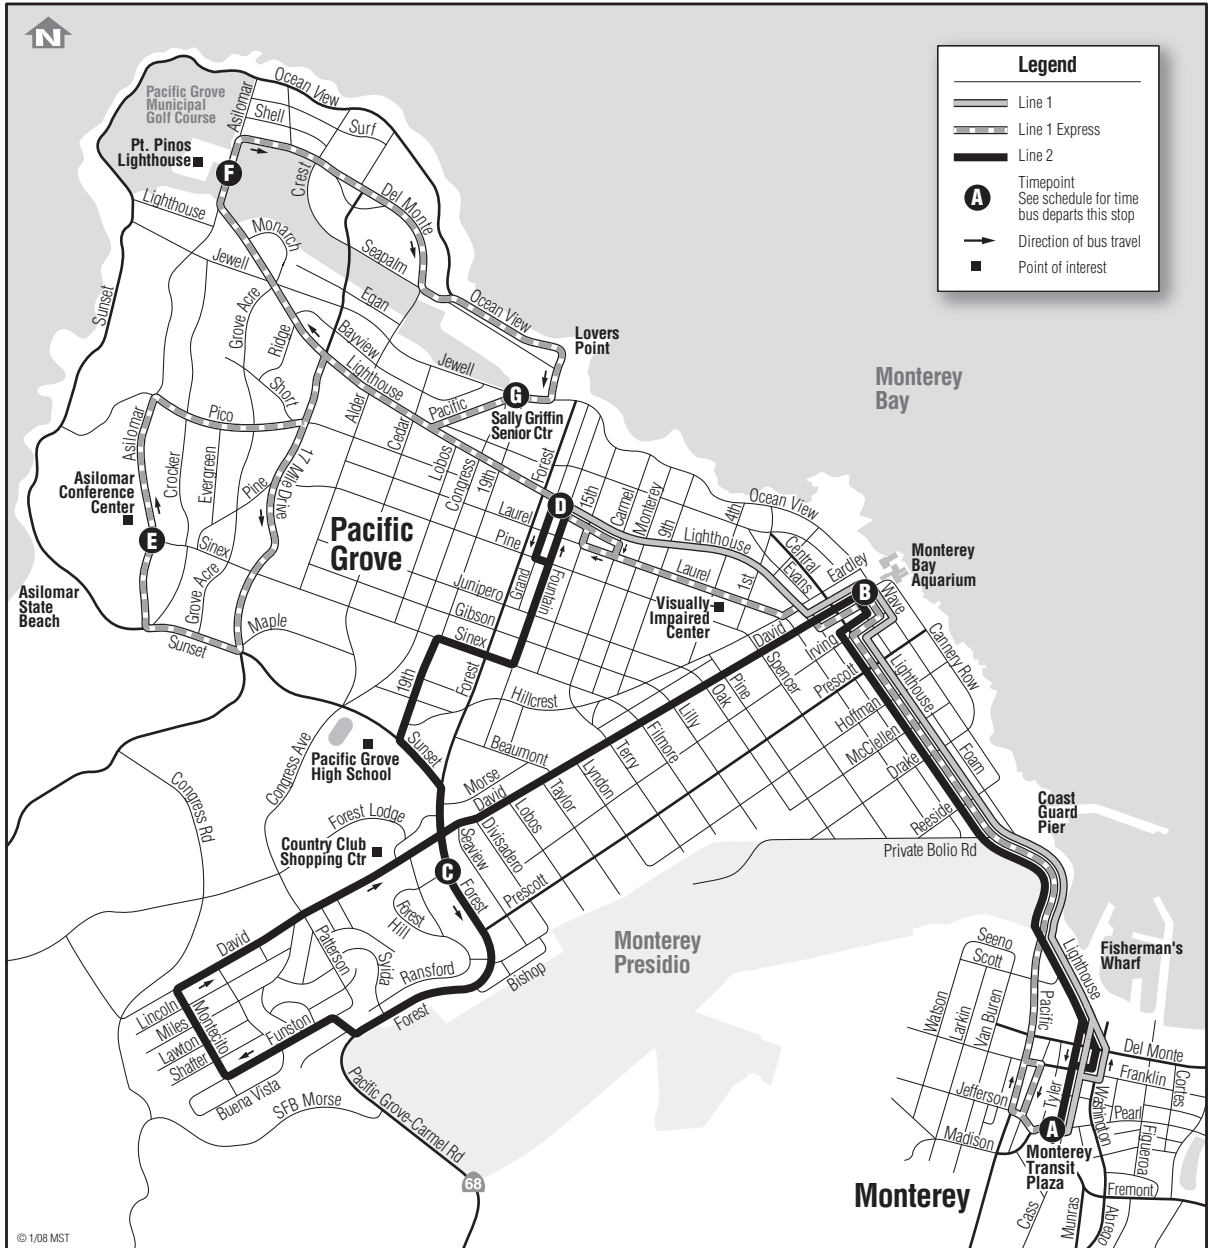 N
Legend
Line 1
Line 1 Express
Line 2
A
Timepoint
See schedule for time
bus departs this stop
Direction of bus travel
Point of interest
Pacific Grove
Municipal
Golf Course
Asilomar
Ocean View
Shell
Surf
Pt. Pinos
Lighthouse
F
Crest
Del Monte
Lighthouse
Monarch
Jewell
Seapalm
Sunset
Egan
Ocean View
Grove Acre
Ridge
Bayview
Lovers
Point
Jewell
Lighthouse
Short
Monterey
Bay
G
Pacific
Sally Griffin
Senior Ctr
Asilomar
Pico
Alder
Cedar
Lobos
Congress
19th
Forest
Crocker
Evergreen
Pine
17 Mile Drive
Asilomar
Conference
Center
D
15th
Carmel
Monterey
9th
4th
Ocean View
Laurel
Pine
Pacific
Grove
Lighthouse
Central
Evans
Eardley
Monterey
Bay
Aquarium
E
Sinex
Grove Acre
Asilomar
State
Beach
Sunset
Maple
Junipero
Gibson
Sinex
Grand
Fountain
Laurel
1st
B
Wave
Visually
Impaired
Center
David
Irving
Cannery Row
19th
Forest
Hillcrest
Spencer
Pine
Oak
Prescott
Lighthouse
Lilly
Hoffman
Filmore
McClellen
Foam
Terry
Drake
Sunset
Beaumont
Pacific Grove
High School
Congress Ave
Congress Rd
Morse
David
Lyndon
Taylor
Lobos
Reeside
Coast
Guard
Pier
Forest Lodge
Divisadero
Seaview
Private Bolio Rd
Country Club
Shopping Ctr
C
Forest
Prescott
Forest
Hill
David
Patterson
Sylda
Ransford
Bishop
Monterey
Presidio
Seeno
Scott
Lighthouse
Fisherman's
Wharf
Lincoln
Miles
Lawton
Shafter
Montecito
Funston
Forest
Watson
Larkin
Van Buren
Pacific
Buena Vista
SFB Morse
Pacific Grove-Carmel Rd
Del Monte
Franklin
Cortes
Jefferson
Tyler
Washington
Pearl
Madison
A
Monterey
Transit
Plaza
Figueroa
Fremont
Monterey
68
Cass
Munras
Abrego
© 1/08 MST